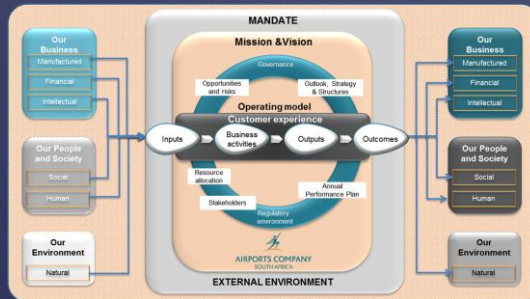 Our
Business
Manufactured
Financial
Intellectual
Our People
and Society
Social
Human
Our
Environment
Natural
MANDATE
Mission &Vision
Governance
Opportunities
and risks
Outlook, Strategy
& Structures
Operating model
Customer experience
Inputs
Business
activities
Outputs
Outcomes
Resource
allocation
Stakeholders
Annual
Performance Plan
Regulatory
environment
AIRPORTS COMPANY
SOUTH AFRICA
EXTERNAL ENVIRONMENT
Our
Business
Manufactured
Financial
Intellectual
Our People
and Society
Social
Human
Our
Environment
Natural